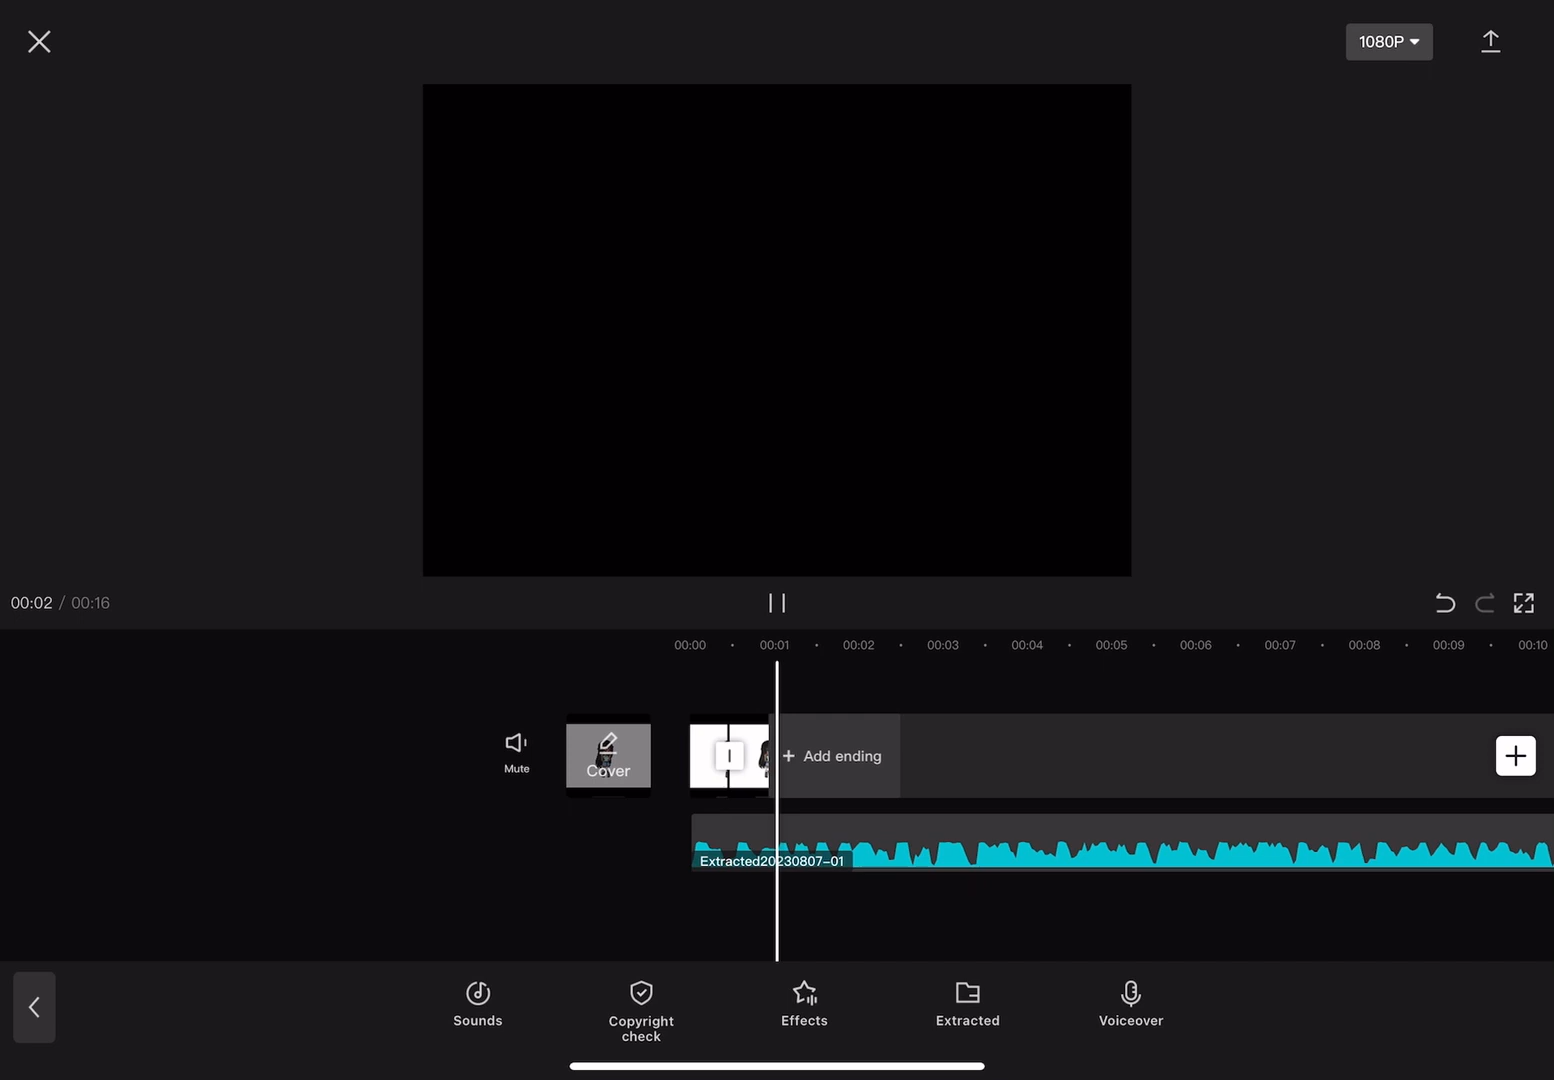 1080P
00:02 / 00:16
00:00 00:01 00:02 00:03 00:04 00:05 00:06 00:07 00:08 00:09 00:10
Mute
Cover
+ Add ending
Extracted20230807-01
Sounds
Copyright
check
Effects
Extracted
Voiceover